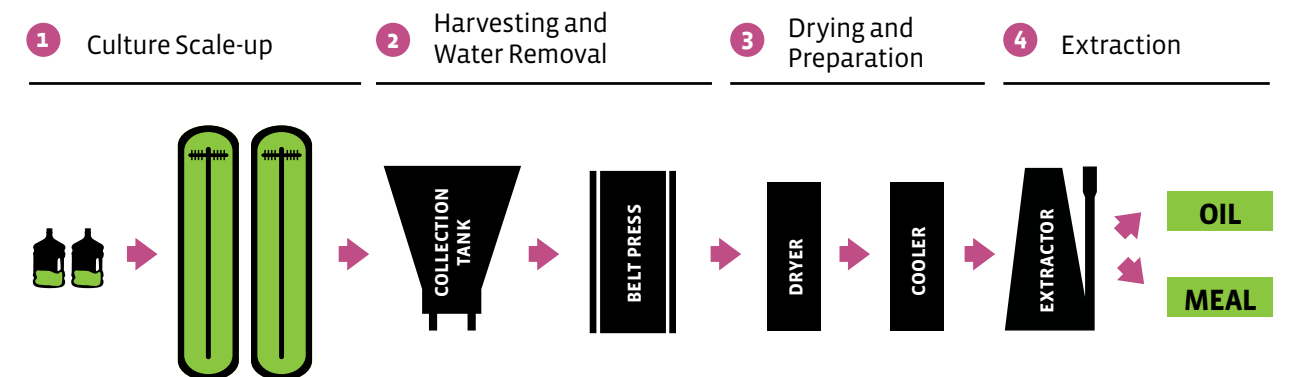 1 Culture Scale-up
2 Harvesting and
Water Removal
3 Drying and
Preparation
4 Extraction
COLLECTION
TANK
BELT PRESS
DRYER
COOLER
EXTRACTOR
OIL
MEAL